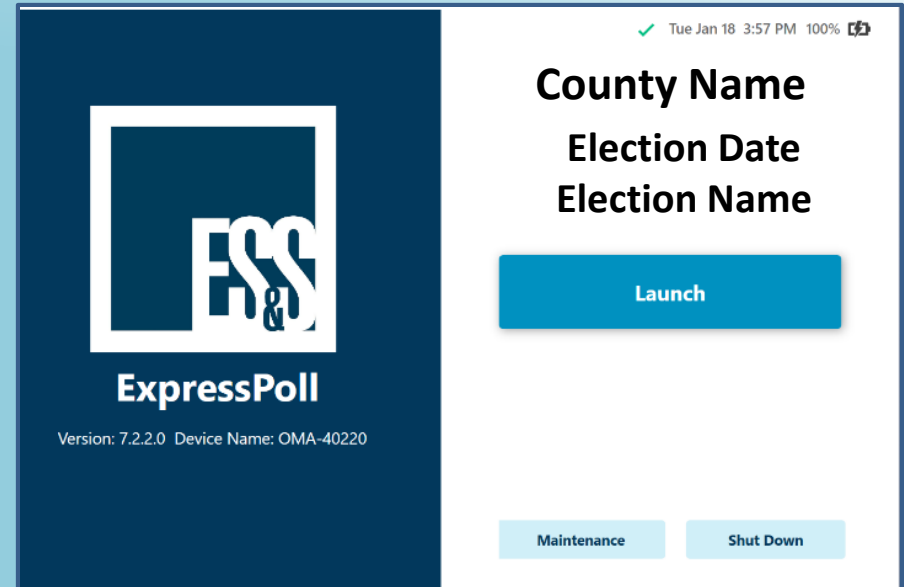 Tue Jan 18 3:57 PM 100%
County Name
Election Date
Election Name
ES&S
ExpressPoll
Version: 7.2.2.0 Device Name: OMA-40220
Launch
Maintenance
Shut Down